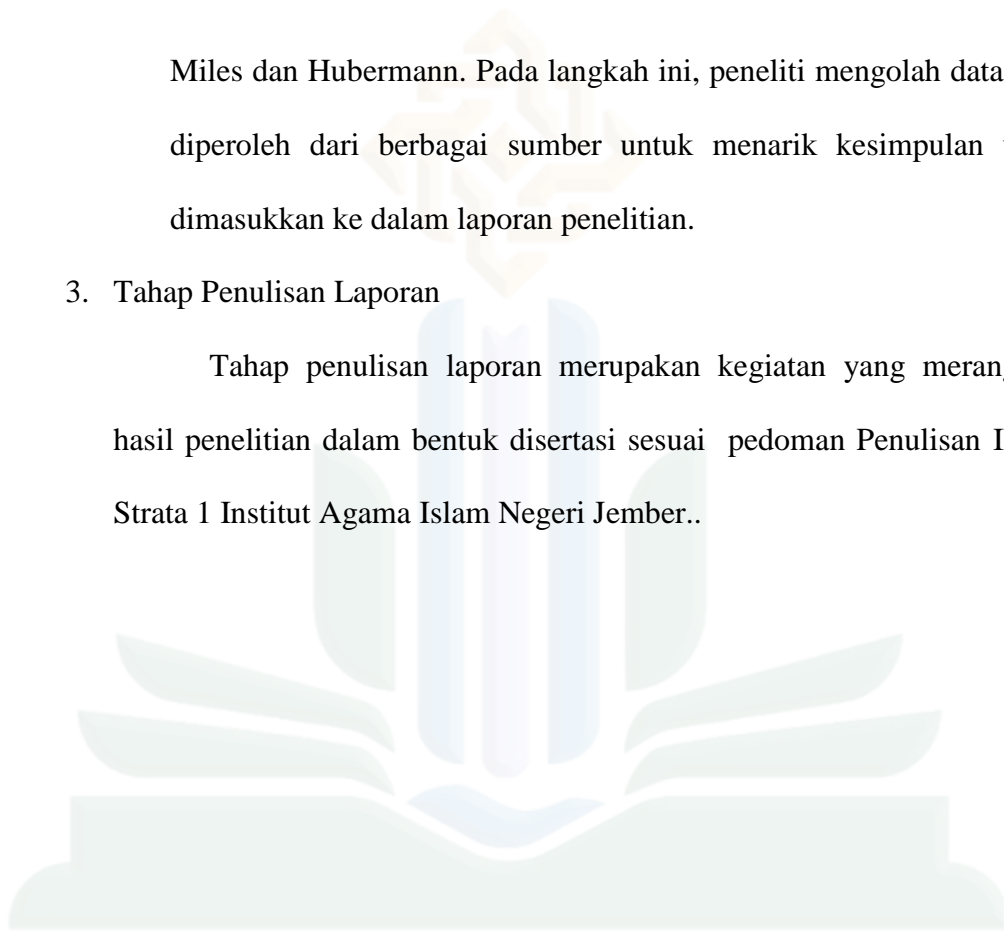 Miles dan Hubermann. Pada langkah ini, peneliti mengolah data
diperoleh dari berbagai sumber untuk menarik kesimpulan
dimasukkan ke dalam laporan penelitian.
3. Tahap Penulisan Laporan
Tahap penulisan laporan merupakan kegiatan yang
hasil penelitian dalam bentuk disertasi sesuai pedoman Penulisan
Strata 1 Institut Agama Islam Negeri Jember..